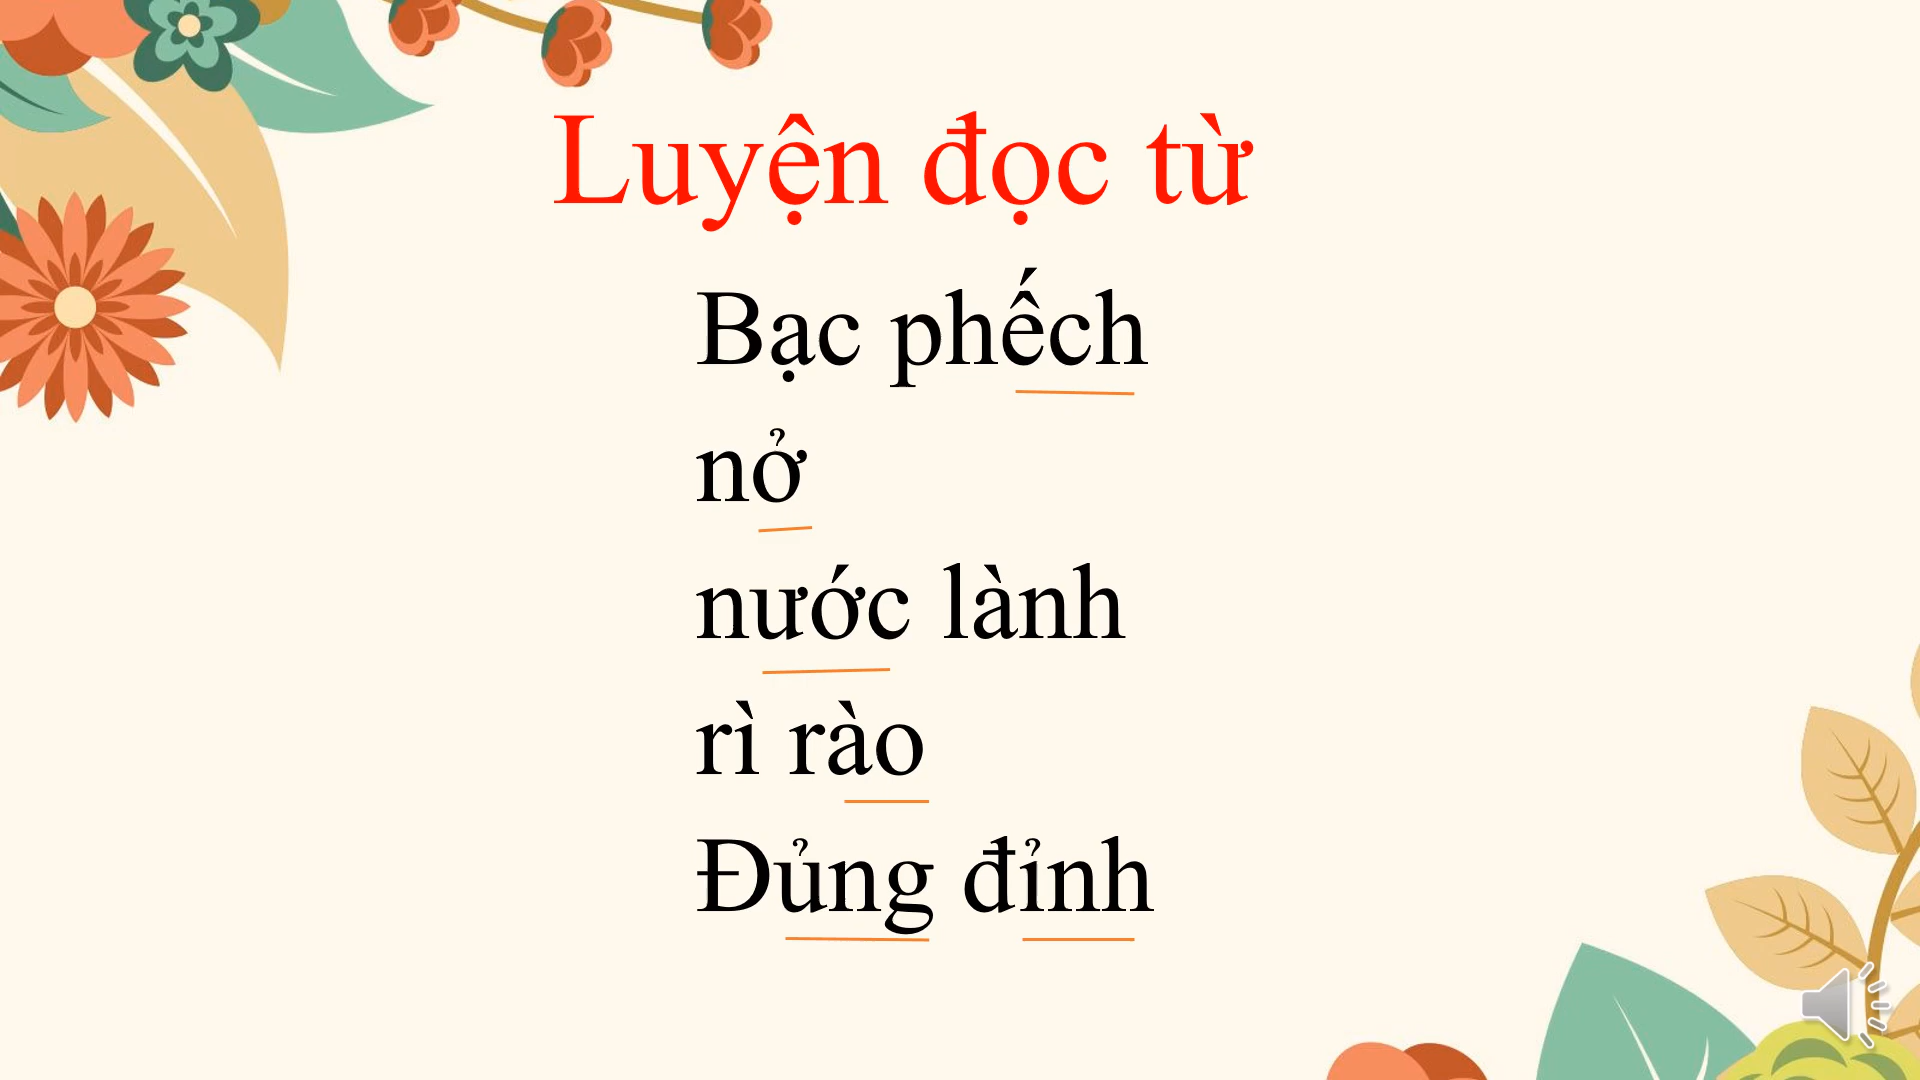 Luyện đọc từ
Bạc phếch
nở
nước lành
rì rào
Đủng đỉnh